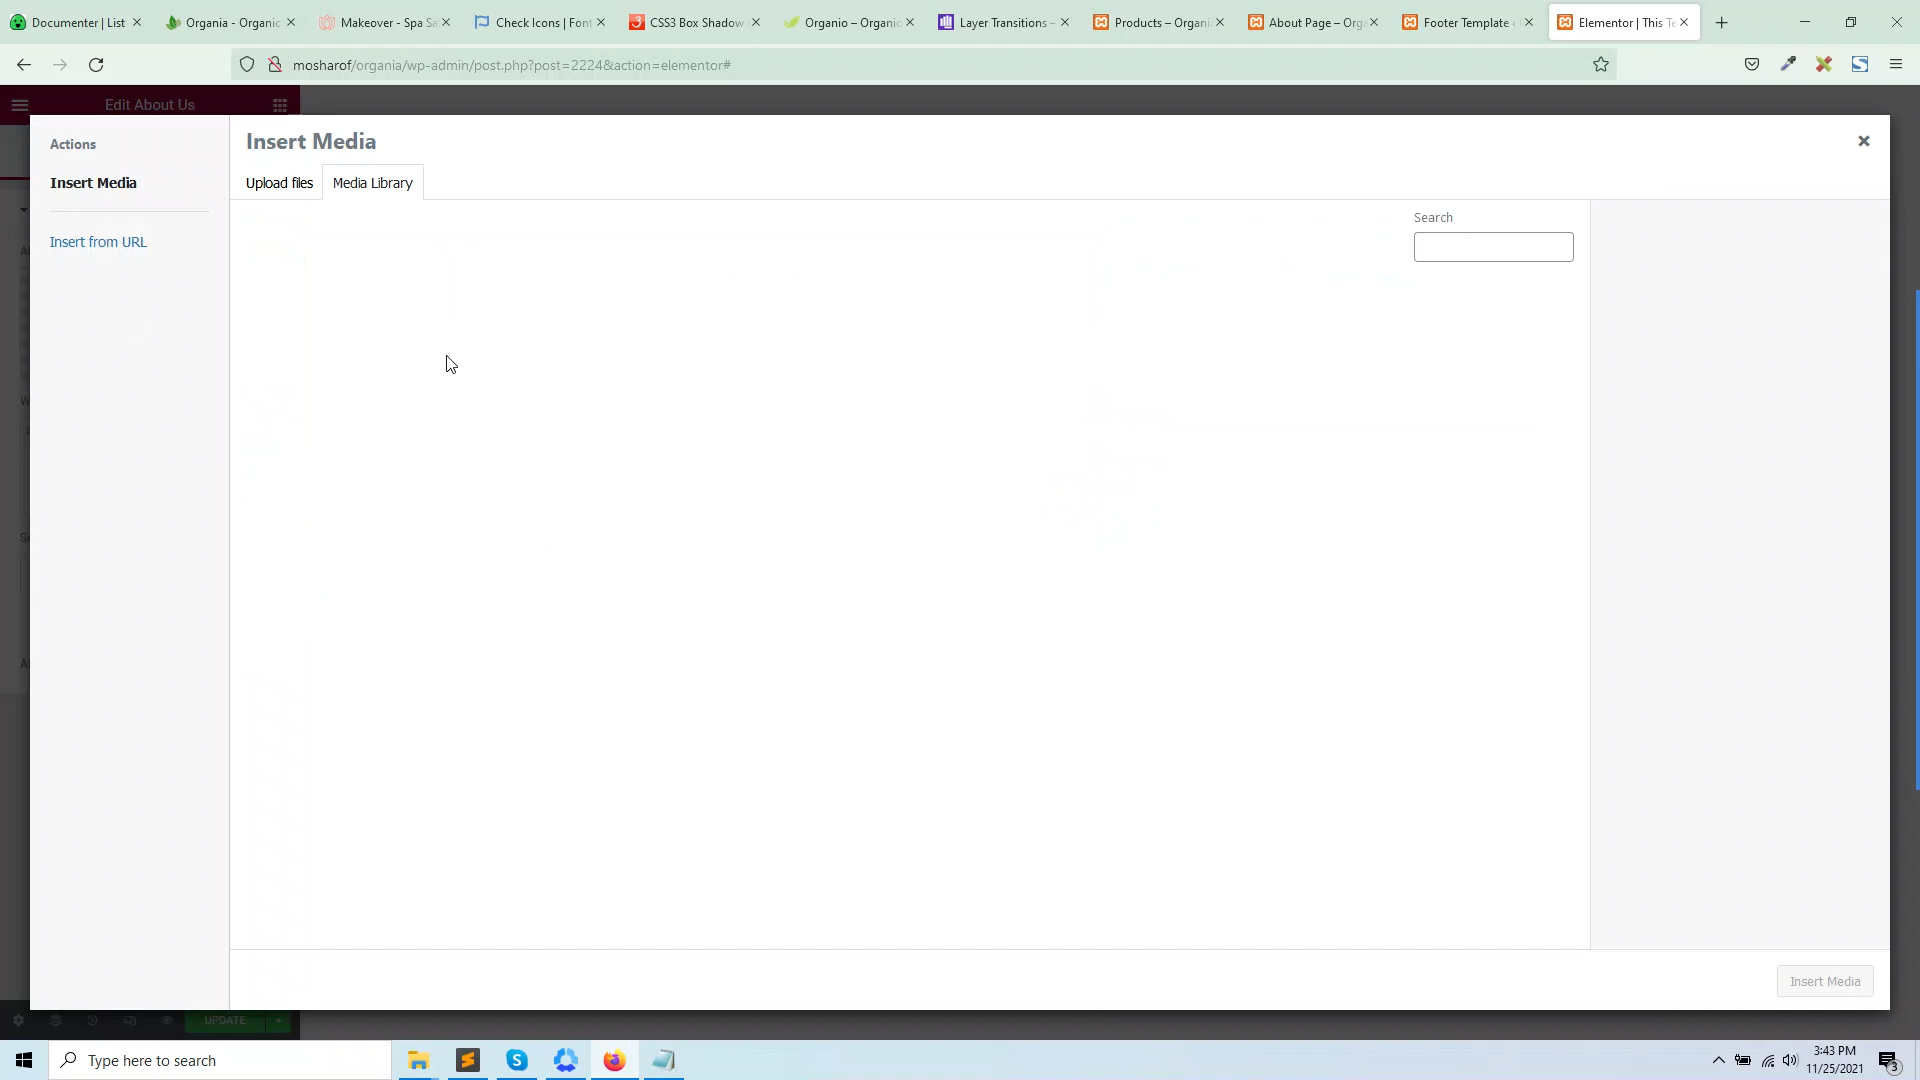 Documenter | List
Organia - Organic
Makeover - Spa Sa
Check Icons | Font
CSS3 Box Shadow
Organio – Organic
Layer Transitions –
Products – Organi
About Page – Orga
Footer Template ‹ O
Elementor | This Te
mosharof/organia/wp-admin/post.php?post=2224&action=elementor#
Edit About Us
Actions
Insert Media
Insert from URL
Insert Media
Upload files
Media Library
Search
Insert Media
UPDATE
Type here to search
3:43 PM
11/25/2021
3